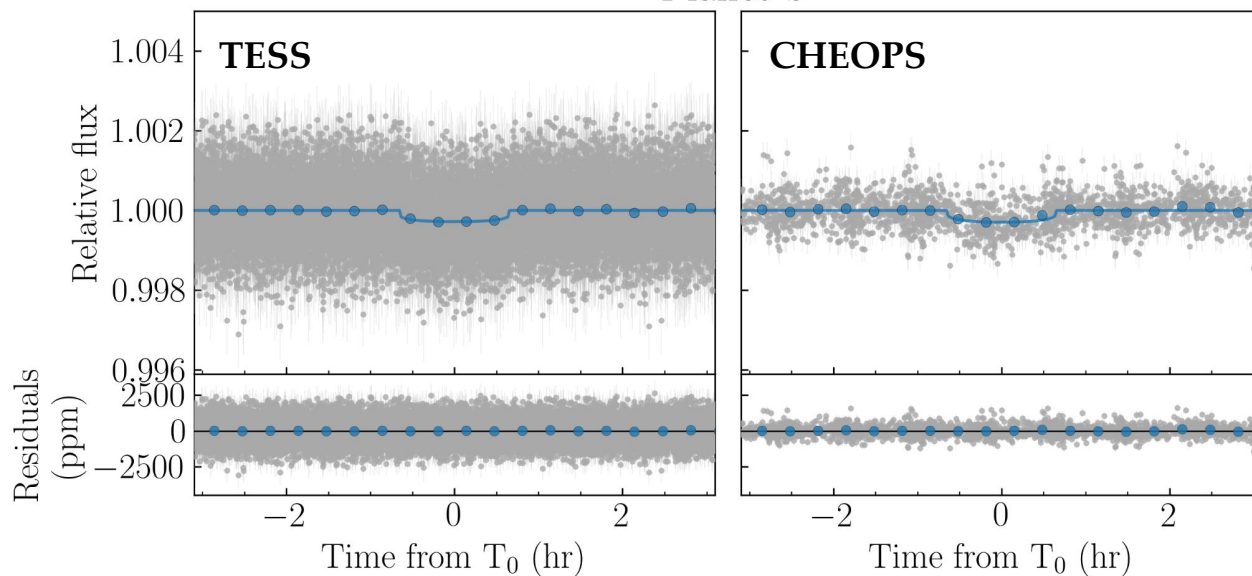 TESS
CHEOPS
Relative flux
1.004
1.002
1.000
0.998
0.996
Residuals
(ppm)
2500
0
−2500
−2
0
2
−2
0
2
Time from T₀ (hr)
Time from T₀ (hr)